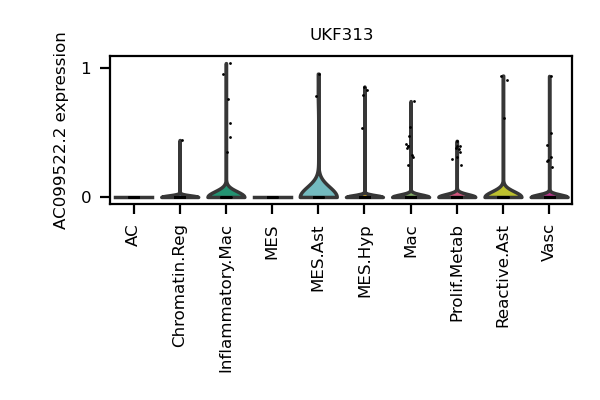 UKF313
AC099522.2 expression
1
0
AC
Chromatin.Reg
Inflammatory.Mac
MES
MES.Ast
MES.Hyp
Mac
Prolif.Metab
Reactive.Ast
Vasc